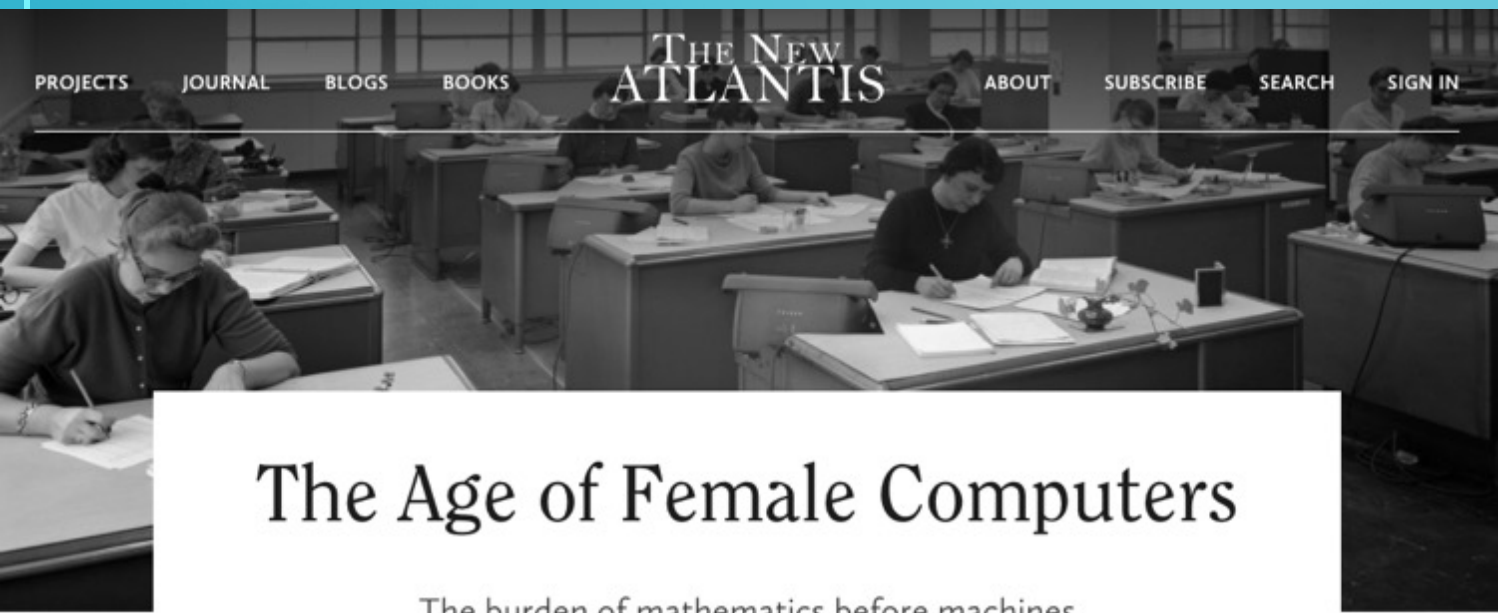 PROJECTS JOURNAL BLOGS BOOKS THE NEW ATLANTIS ABOUT SUBSCRIBE SEARCH SIGN IN
The Age of Female Computers
The burden of mathematics before machines